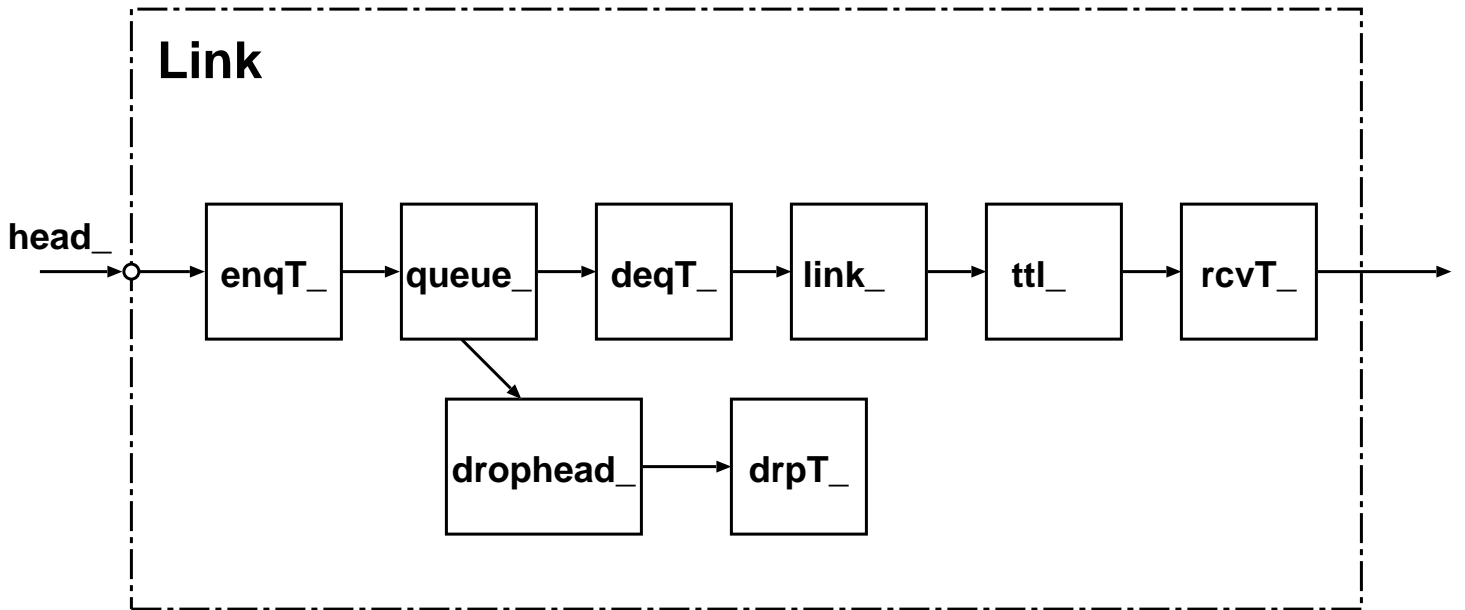 Link
head_
enqT_
queue_
deqT_
link_
ttl_
rcvT_
drophead_
drpT_